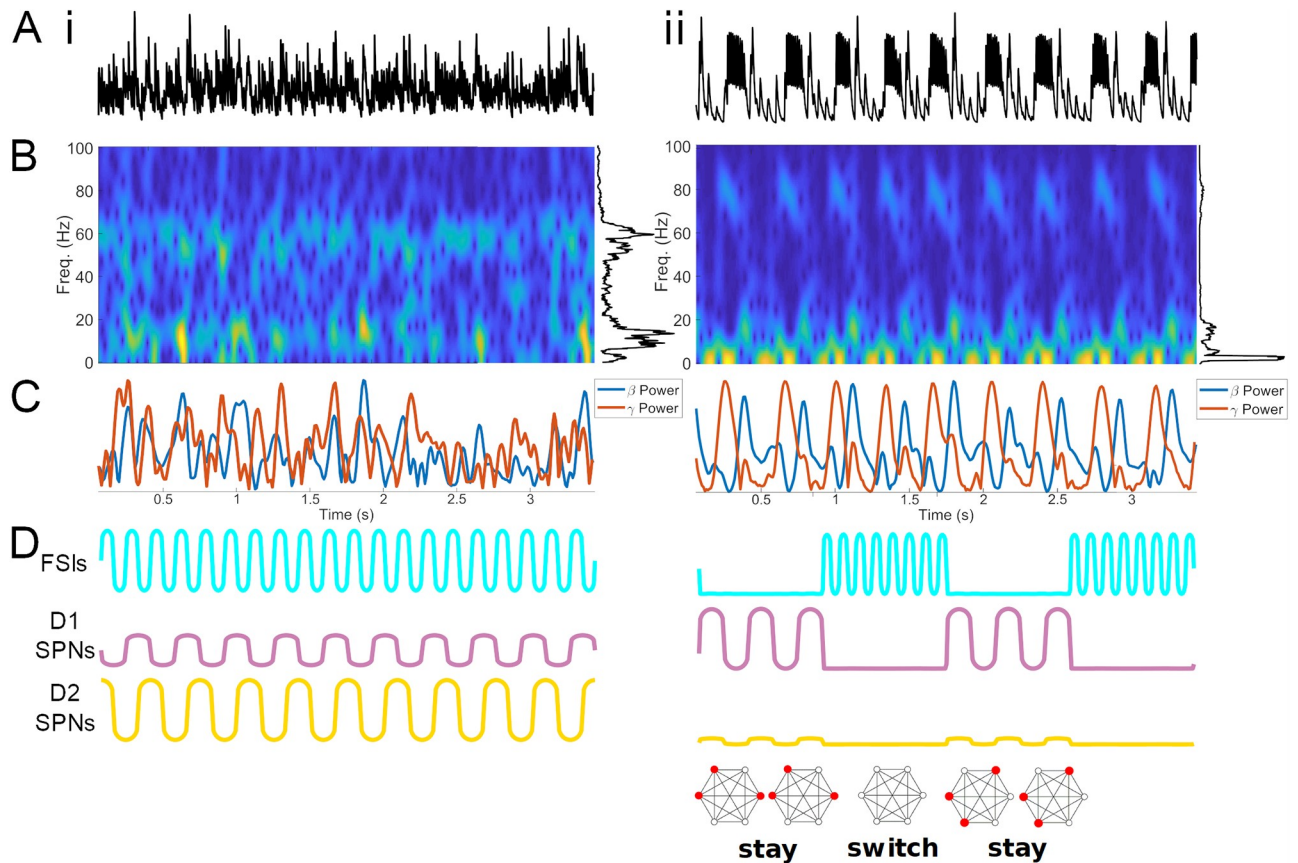 A i ii
B
Freq. (Hz)
100
80
60
40
20
0
Freq. (Hz)
100
80
60
40
20
0
C
β Power
γ Power
β Power
γ Power
0.5 1 1.5 2 2.5 3
Time (s)
0.5 1 1.5 2 2.5 3
Time (s)
D
FSIs
D1
SPNs
D2
SPNs
stay switch stay